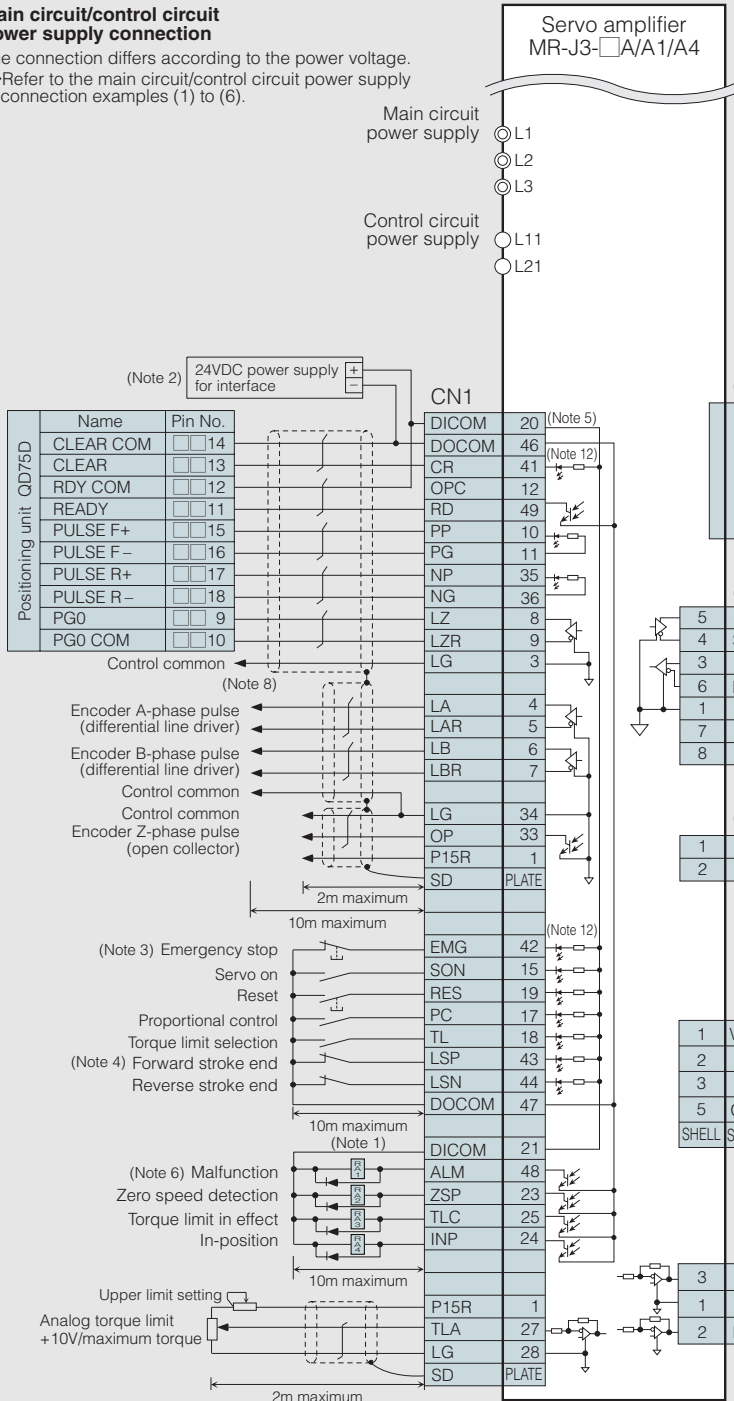 ain circuit/control circuit
ower supply connection
e connection differs according to the power voltage.
Refer to the main circuit/control circuit power supply
connection examples (1) to (6).
Servo amplifier
MR-J3-□A/A1/A4
Main circuit
power supply
L1
L2
L3
Control circuit
power supply
L11
L21
(Note 2) 24VDC power supply
for interface
+
−
CN1
Positioning unit QD75D
Name Pin No.
CLEAR COM □□14
CLEAR □□13
RDY COM □□12
READY □□11
PULSE F+ □□15
PULSE F− □□16
PULSE R+ □□17
PULSE R− □□18
PG0 □□ 9
PG0 COM □□10
Control common
(Note 8)
DICOM 20 (Note 5)
DOCOM 46
CR 41 (Note 12)
OPC 12
RD 49
PP 10
PG 11
NP 35
NG 36
LZ 8
LZR 9
LG 3
Encoder A-phase pulse
(differential line driver)
LA 4
LAR 5
Encoder B-phase pulse
(differential line driver)
LB 6
LBR 7
Control common
Control common
LG 34
Encoder Z-phase pulse
(open collector)
OP 33
P15R 1
SD PLATE
2m maximum
10m maximum
(Note 12)
(Note 3) Emergency stop EMG 42
Servo on SON 15
Reset RES 19
Proportional control PC 17
Torque limit selection TL 18
(Note 4) Forward stroke end LSP 43
Reverse stroke end LSN 44
DOCOM 47
10m maximum
(Note 1)
DICOM 21
(Note 6) Malfunction RA1 ALM 48
Zero speed detection RA2 ZSP 23
Torque limit in effect RA3 TLC 25
In-position RA4 INP 24
10m maximum
Upper limit setting
P15R 1
Analog torque limit
+10V/maximum torque
TLA 27
LG 28
SD PLATE
2m maximum
5
4
3
6
1
7
8
1
2
1
2
3
5
SHELL
3
1
2